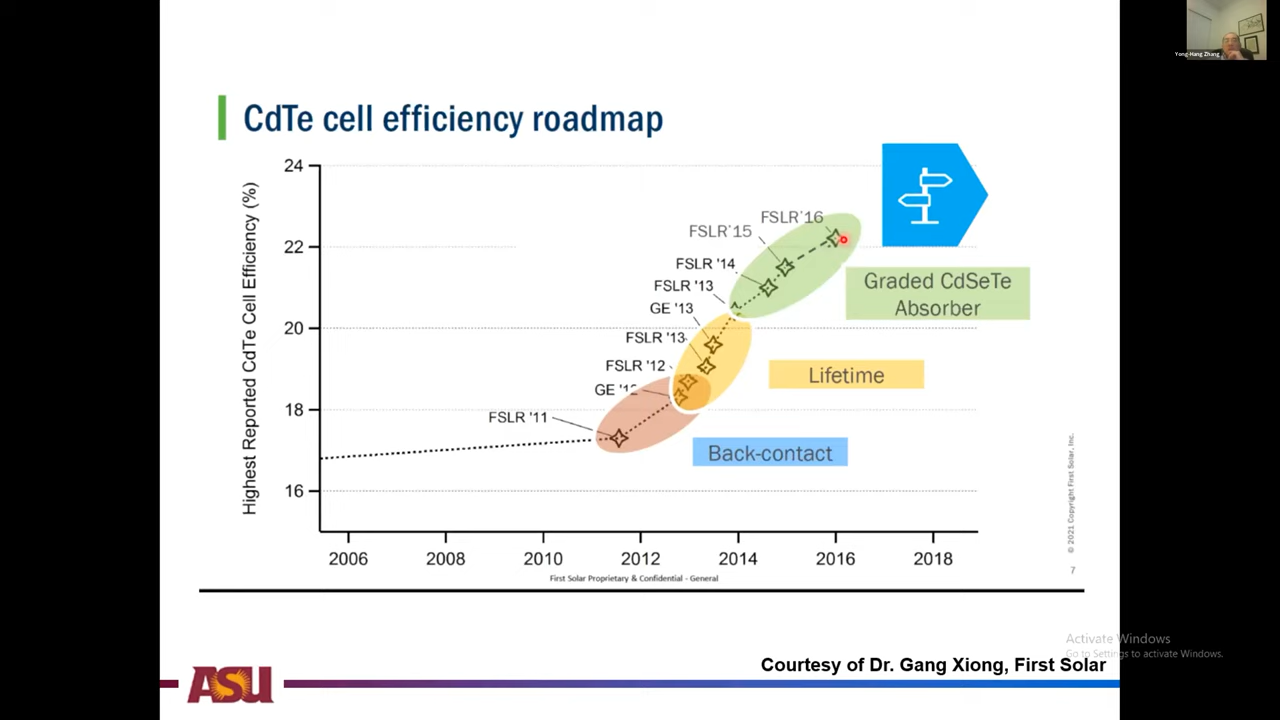 Yong-Hang Zhang
CdTe cell efficiency roadmap
Highest Reported CdTe Cell Efficiency (%)
24
22
20
18
16
FSLR'16
FSLR'15
FSLR '14
FSLR '13
GE '13
FSLR '13
FSLR '12
GE '12
FSLR '11
Graded CdSeTe
Absorber
Lifetime
Back-contact
2006 2008 2010 2012 2014 2016 2018
First Solar Proprietary & Confidential - General
© 2021 Copyright First Solar, Inc.
7
Activate Windows
Go to Settings to activate Windows.
Courtesy of Dr. Gang Xiong, First Solar
ASU